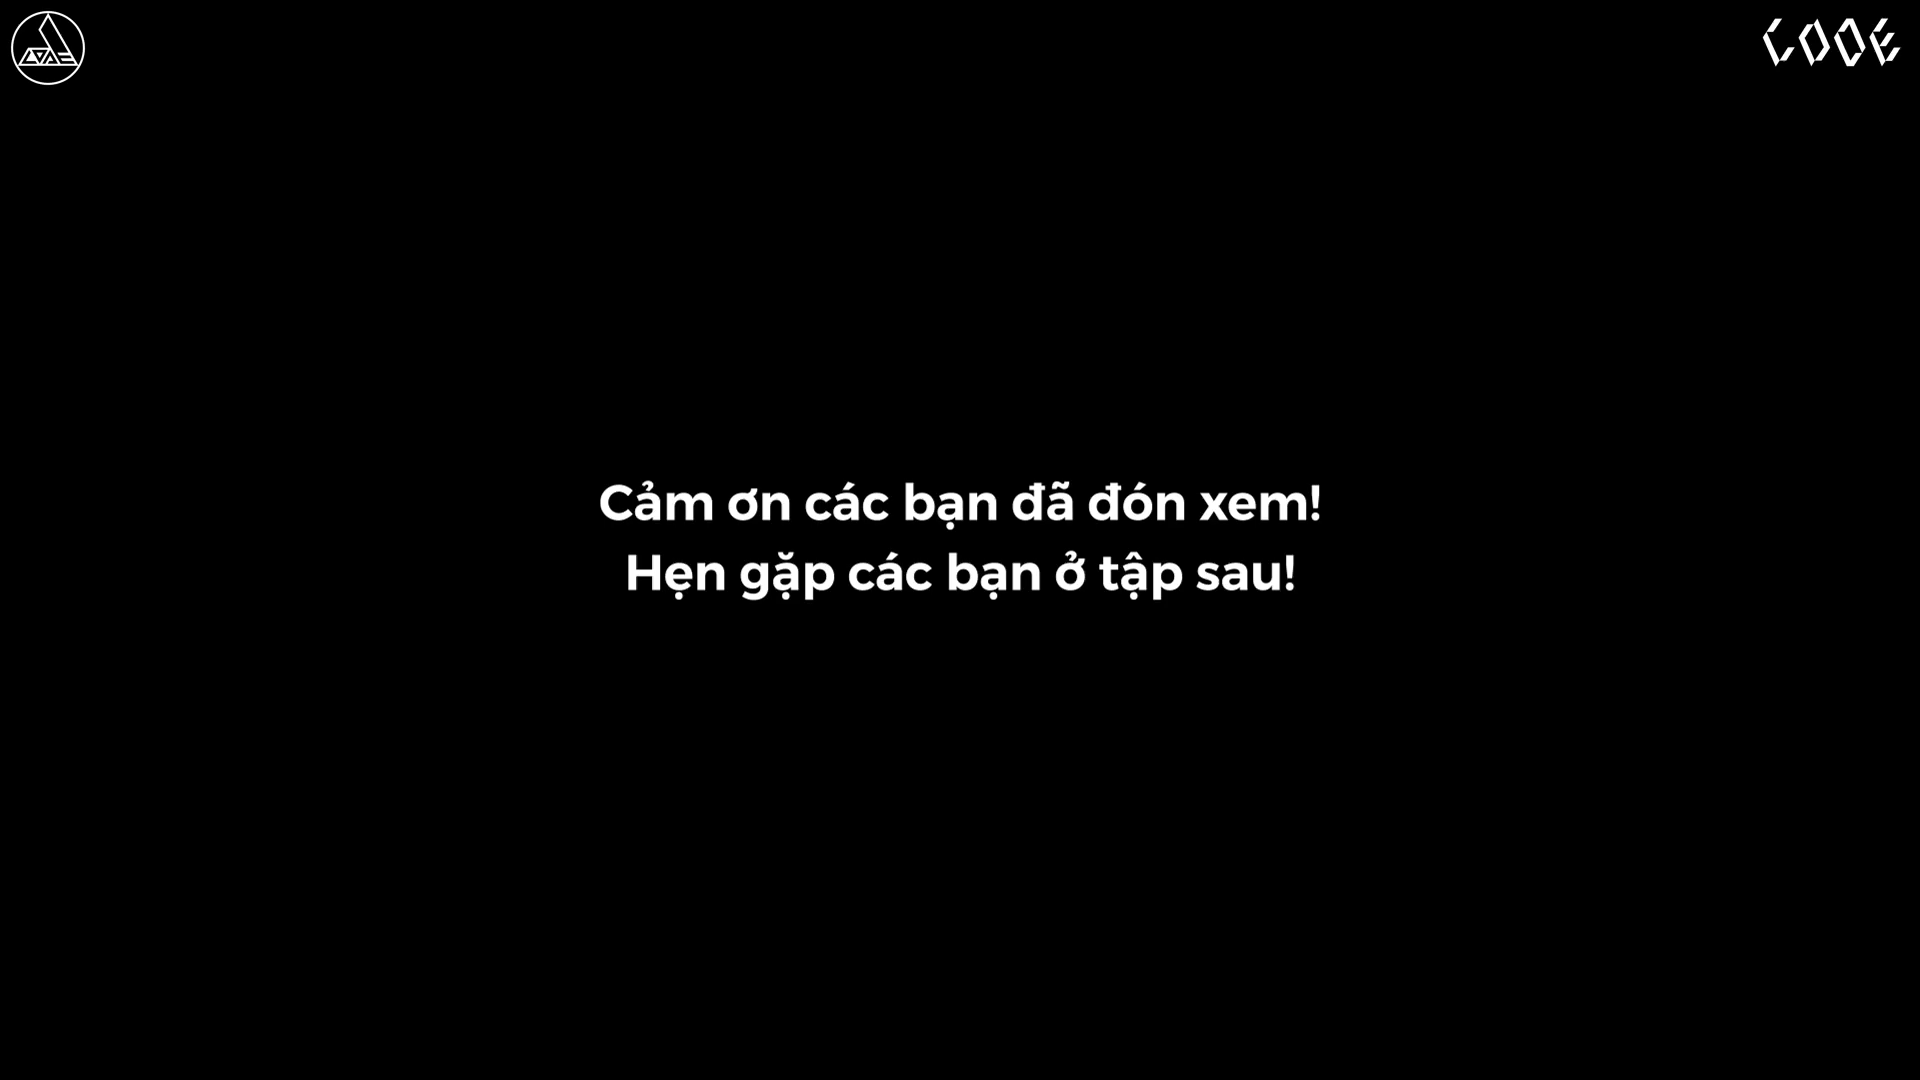 CODE
Cảm ơn các bạn đã đón xem!
Hẹn gặp các bạn ở tập sau!